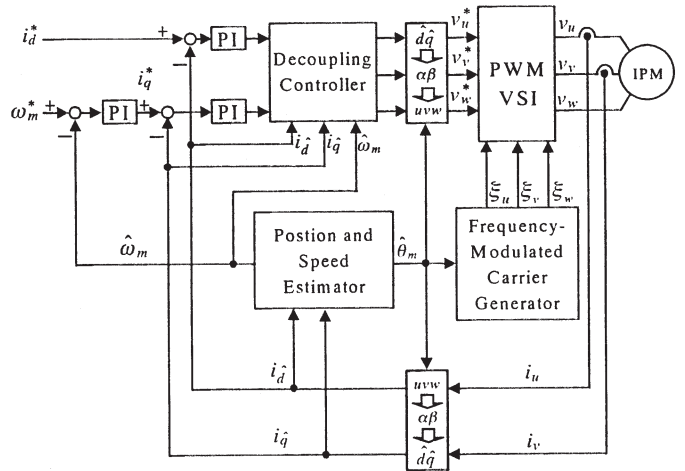 i_d^* + PI
−
Decoupling
Controller
d̂q̂
αβ
uvw
v_u^*
v_v^*
v_w^*
PWM
VSI
v_u
v_v
v_w
IPM
i_q^*
ω_m^* + PI + PI
− −
i_d̂ i_q̂ ω̂_m
ξ_u ξ_v ξ_w
ω̂_m
Postion and
Speed
Estimator
θ̂_m
Frequency-
Modulated
Carrier
Generator
i_d̂
uvw
αβ
d̂q̂
i_u
i_q̂
i_v